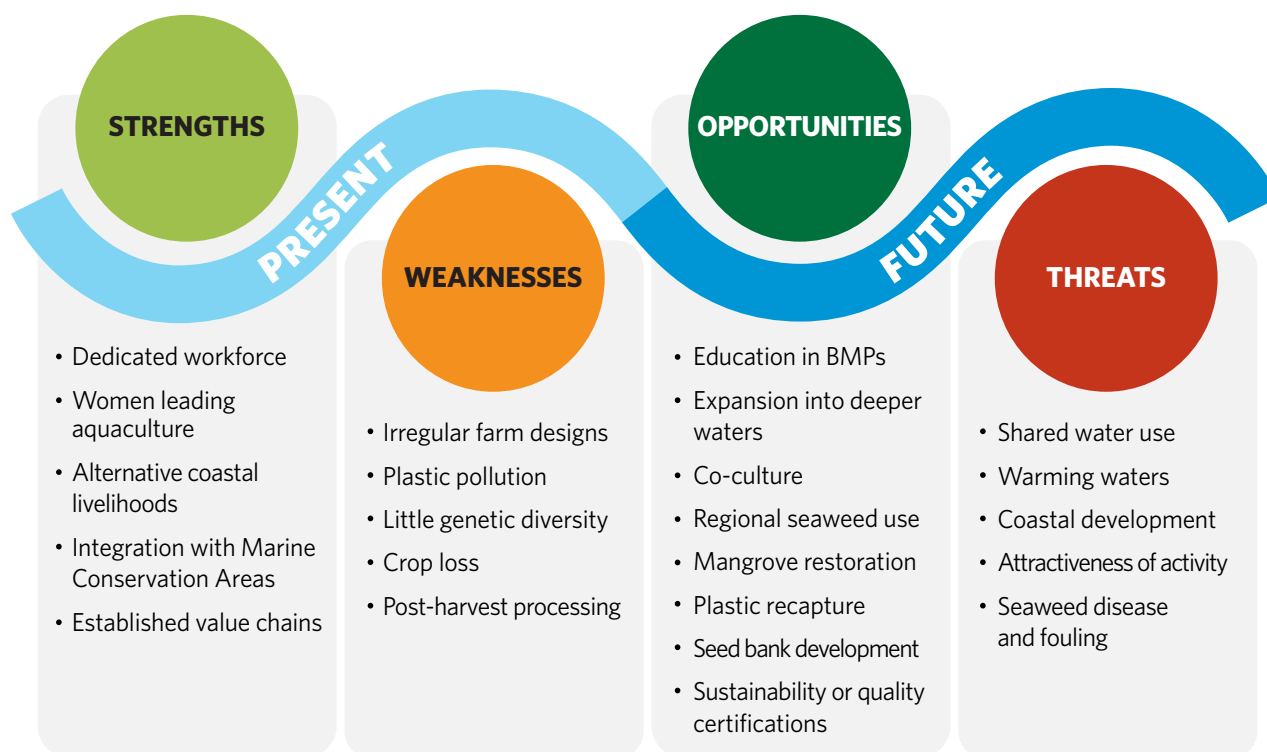 STRENGTHS
PRESENT
• Dedicated workforce
• Women leading
aquaculture
• Alternative coastal
livelihoods
• Integration with Marine
Conservation Areas
• Established value chains
WEAKNESSES
• Irregular farm designs
• Plastic pollution
• Little genetic diversity
• Crop loss
• Post-harvest processing
OPPORTUNITIES
FUTURE
• Education in BMPs
• Expansion into deeper
waters
• Co-culture
• Regional seaweed use
• Mangrove restoration
• Plastic recapture
• Seed bank development
• Sustainability or quality
certifications
THREATS
• Shared water use
• Warming waters
• Coastal development
• Attractiveness of activity
• Seaweed disease
and fouling